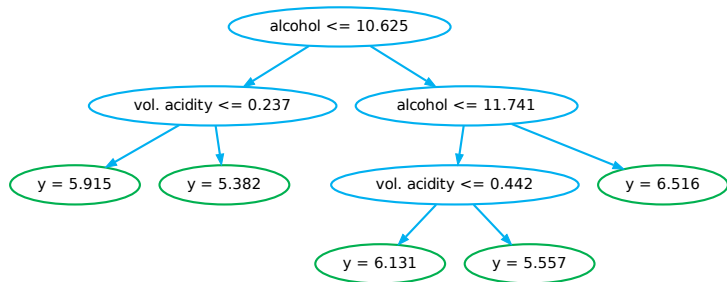 alcohol <= 10.625
vol. acidity <= 0.237
alcohol <= 11.741
y = 5.915
y = 5.382
vol. acidity <= 0.442
y = 6.516
y = 6.131
y = 5.557